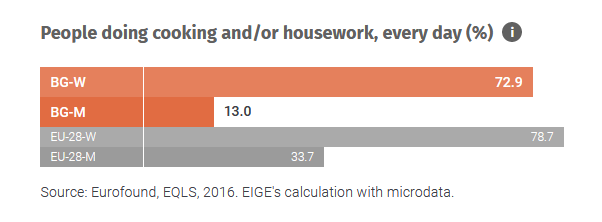 People doing cooking and/or housework, every day (%) i
BG-W 72.9
BG-M 13.0
EU-28-W 78.7
EU-28-M 33.7
Source: Eurofound, EQLS, 2016. EIGE's calculation with microdata.